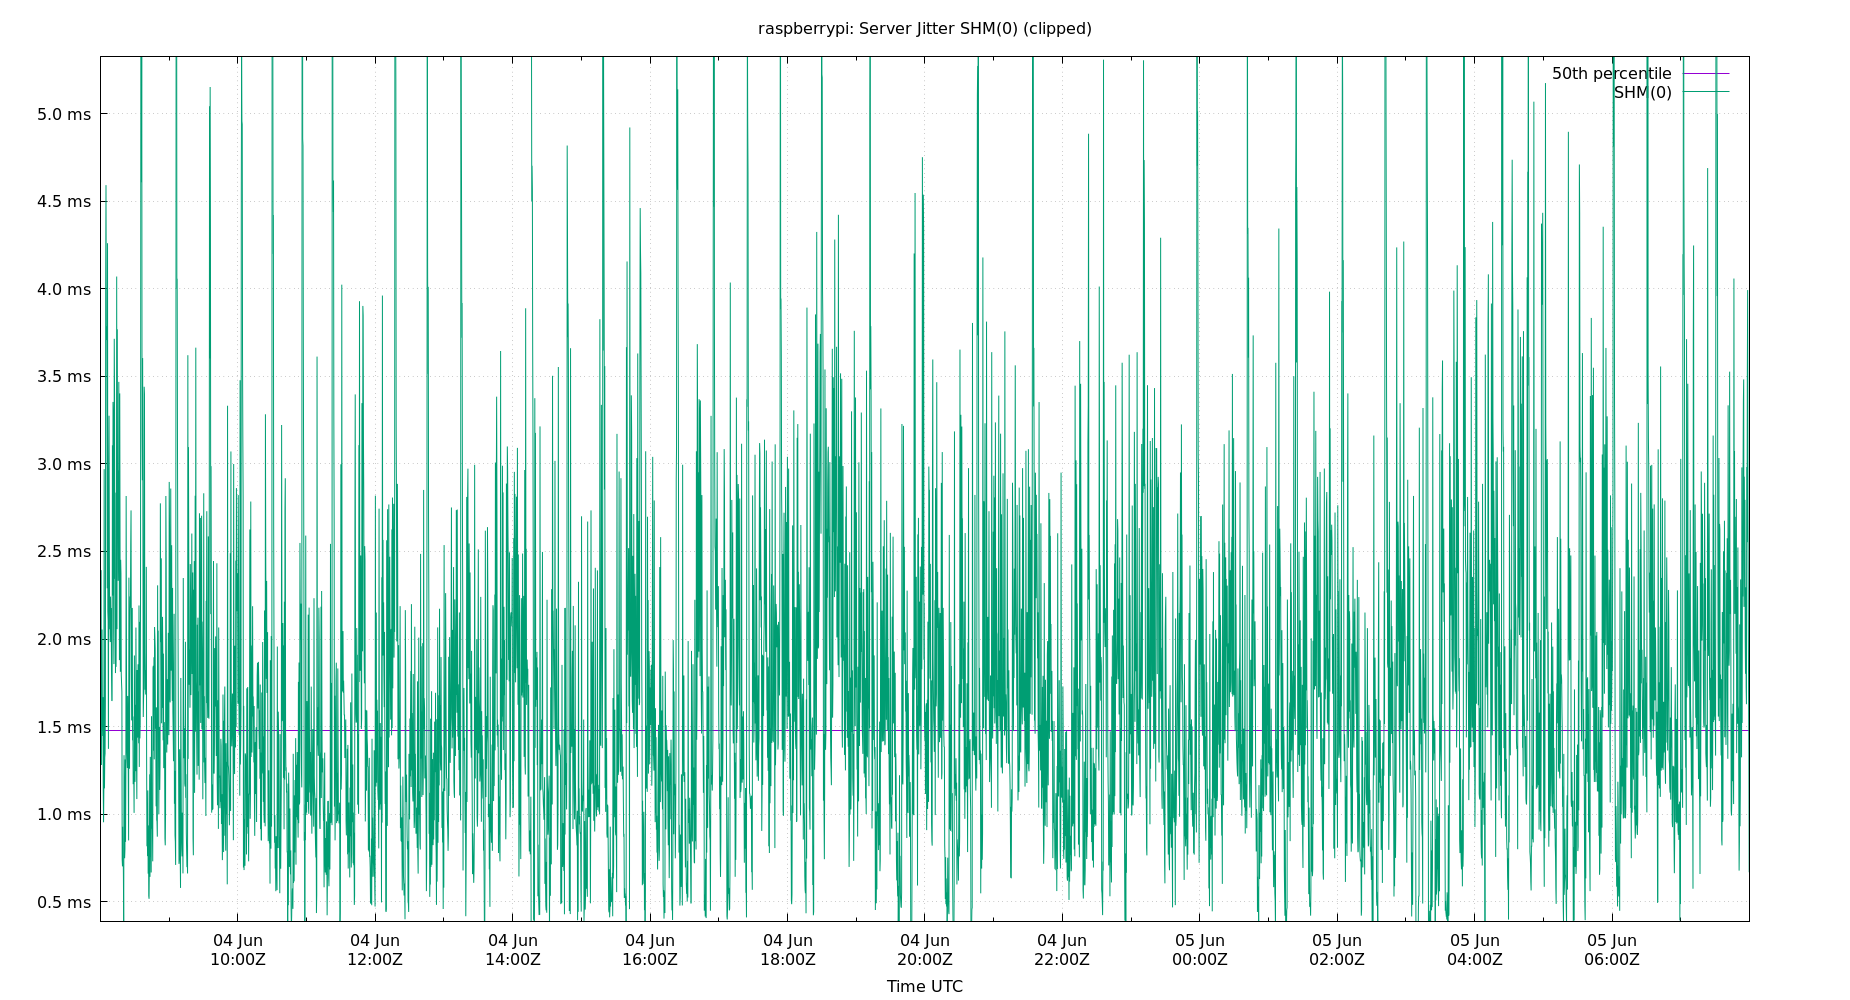 raspberrypi: Server Jitter SHM(0) (clipped)
50th percentile
SHM(0)
5.0 ms
4.5 ms
4.0 ms
3.5 ms
3.0 ms
2.5 ms
2.0 ms
1.5 ms
1.0 ms
0.5 ms
04 Jun 04 Jun 04 Jun 04 Jun 04 Jun 04 Jun 04 Jun 05 Jun 05 Jun 05 Jun 05 Jun
10:00Z 12:00Z 14:00Z 16:00Z 18:00Z 20:00Z 22:00Z 00:00Z 02:00Z 04:00Z 06:00Z
Time UTC